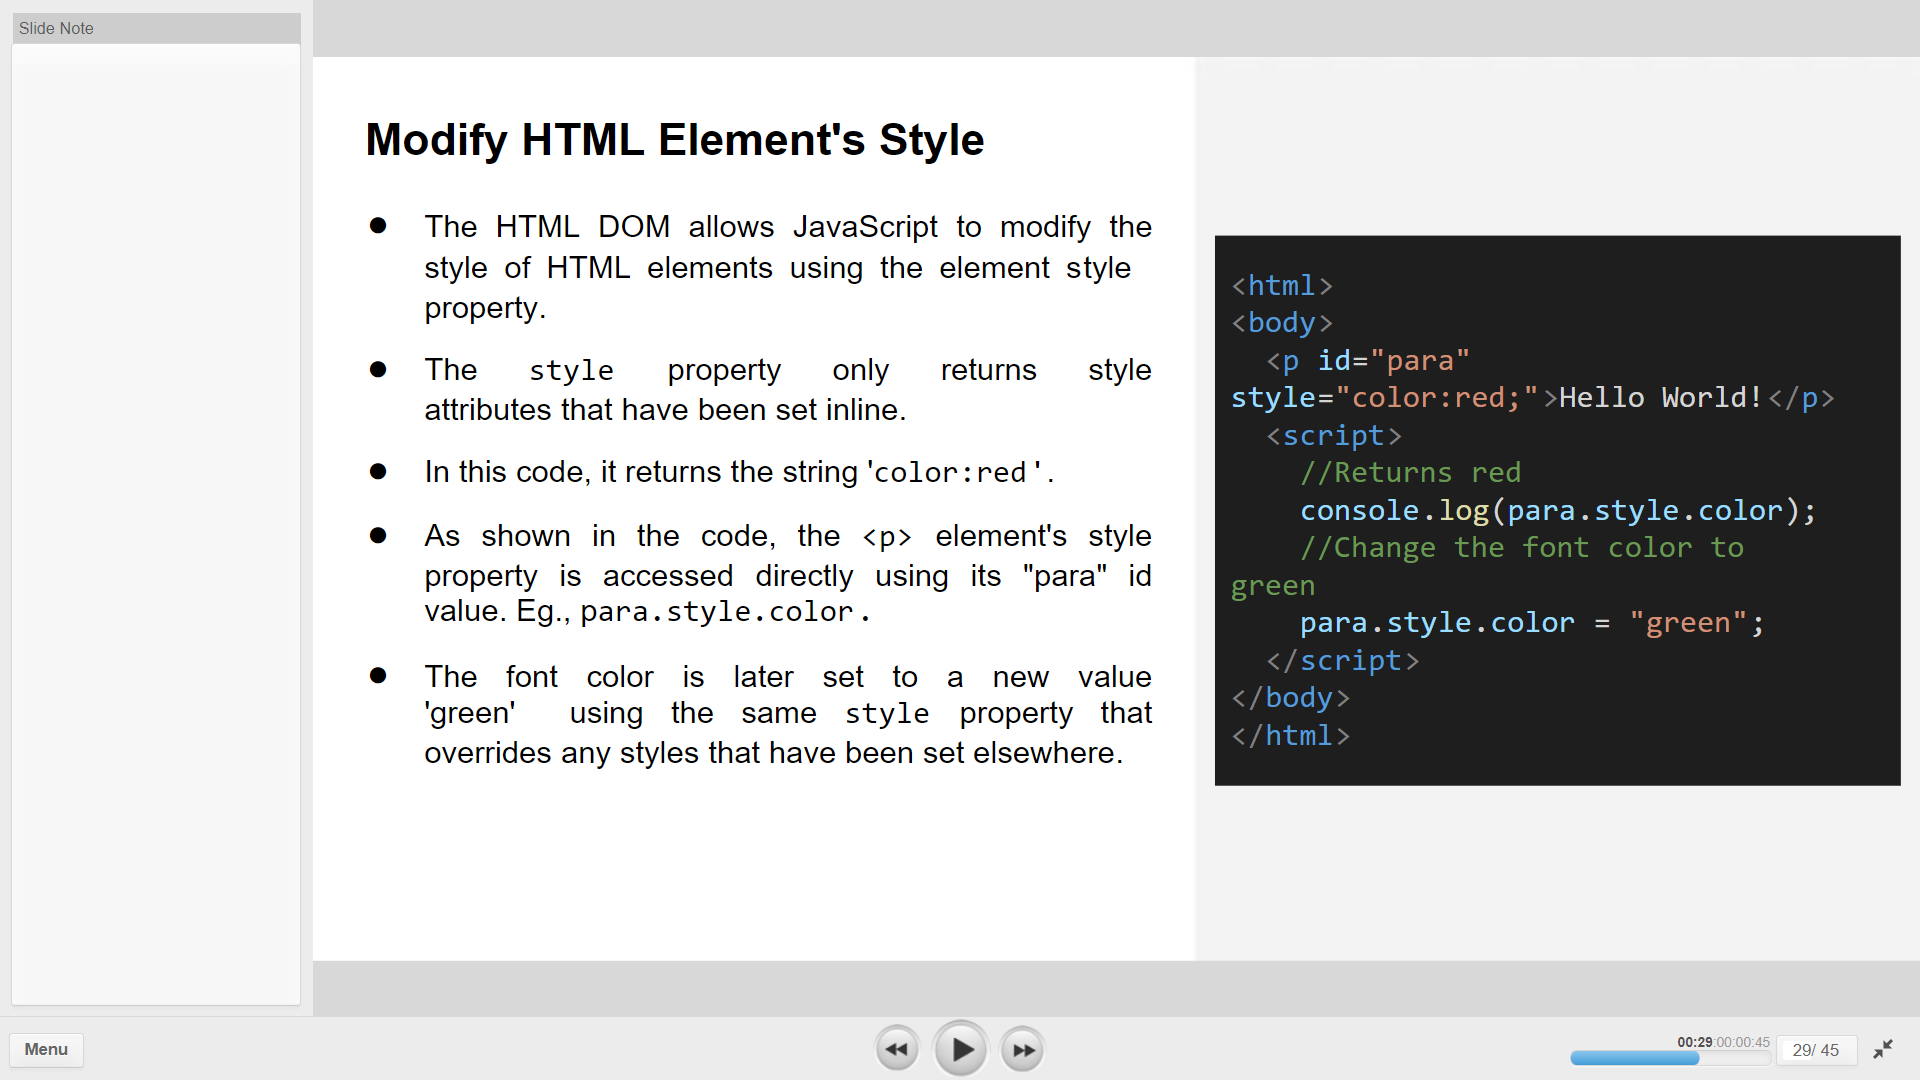 Slide Note
Modify HTML Element's Style
● The HTML DOM allows JavaScript to modify the
style of HTML elements using the element style
property.
● The style property only returns style
attributes that have been set inline.
● In this code, it returns the string 'color:red'.
● As shown in the code, the <p> element's style
property is accessed directly using its "para" id
value. Eg., para.style.color.
● The font color is later set to a new value
'green' using the same style property that
overrides any styles that have been set elsewhere.
<html>
<body>
  <p id="para"
style="color:red;">Hello World!</p>
  <script>
    //Returns red
    console.log(para.style.color);
    //Change the font color to
green
    para.style.color = "green";
  </script>
</body>
</html>
Menu
00:29:00:00:45
29/ 45